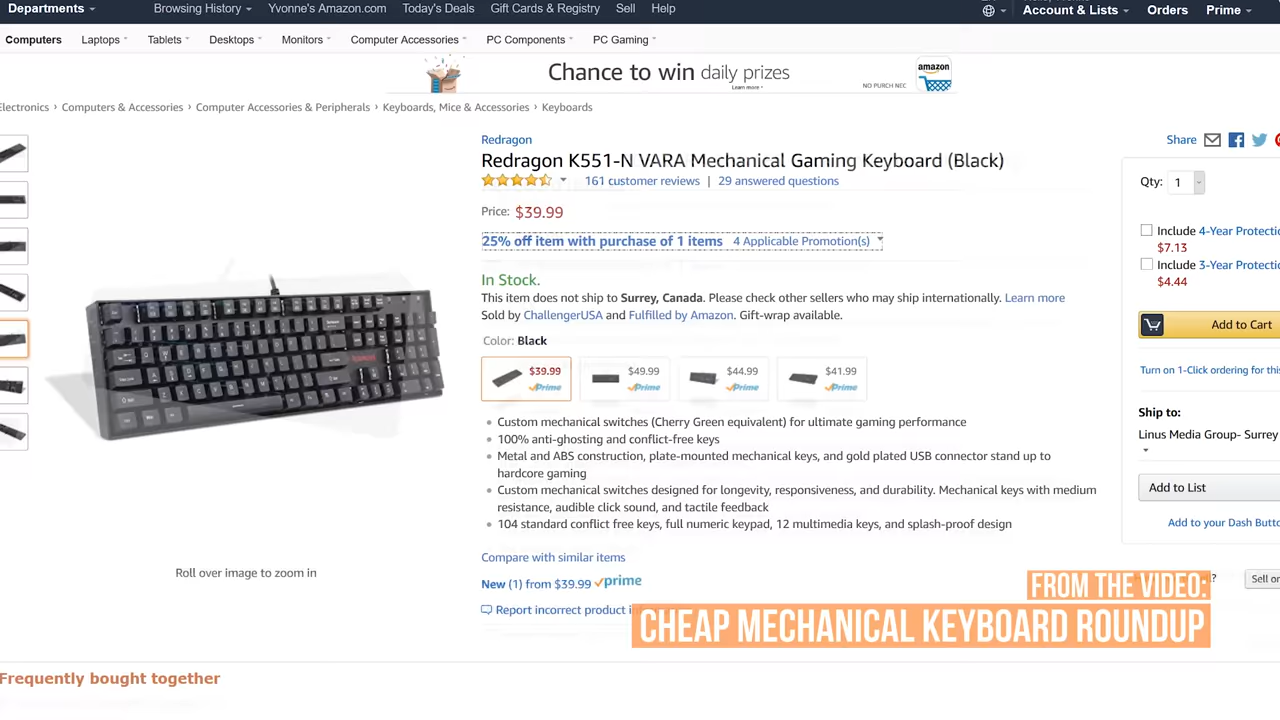 Departments
Browsing History
Yvonne's Amazon.com
Today's Deals
Gift Cards & Registry
Sell
Help
Account & Lists
Orders
Prime
Computers
Laptops
Tablets
Desktops
Monitors
Computer Accessories
PC Components
PC Gaming
Chance to win daily prizes
Learn more
NO PURCH NEC
amazon
Electronics › Computers & Accessories › Computer Accessories & Peripherals › Keyboards, Mice & Accessories › Keyboards
Redragon
Redragon K551-N VARA Mechanical Gaming Keyboard (Black)
161 customer reviews | 29 answered questions
Price: $39.99
25% off item with purchase of 1 items 4 Applicable Promotion(s)
In Stock.
This item does not ship to Surrey, Canada. Please check other sellers who may ship internationally. Learn more
Sold by ChallengerUSA and Fulfilled by Amazon. Gift-wrap available.
Color: Black
$39.99
Prime
$49.99
Prime
$44.99
Prime
$41.99
Prime
Custom mechanical switches (Cherry Green equivalent) for ultimate gaming performance
100% anti-ghosting and conflict-free keys
Metal and ABS construction, plate-mounted mechanical keys, and gold plated USB connector stand up to
hardcore gaming
Custom mechanical switches designed for longevity, responsiveness, and durability. Mechanical keys with medium
resistance, audible click sound, and tactile feedback
104 standard conflict free keys, full numeric keypad, 12 multimedia keys, and splash-proof design
Compare with similar items
New (1) from $39.99 prime
Report incorrect product
Roll over image to zoom in
Share
Qty: 1
Include 4-Year Protectio
$7.13
Include 3-Year Protectio
$4.44
Add to Cart
Turn on 1-Click ordering for this
Ship to:
Linus Media Group- Surrey
Add to List
Add to your Dash Butto
Sell on
FROM THE VIDEO:
CHEAP MECHANICAL KEYBOARD ROUNDUP
Frequently bought together